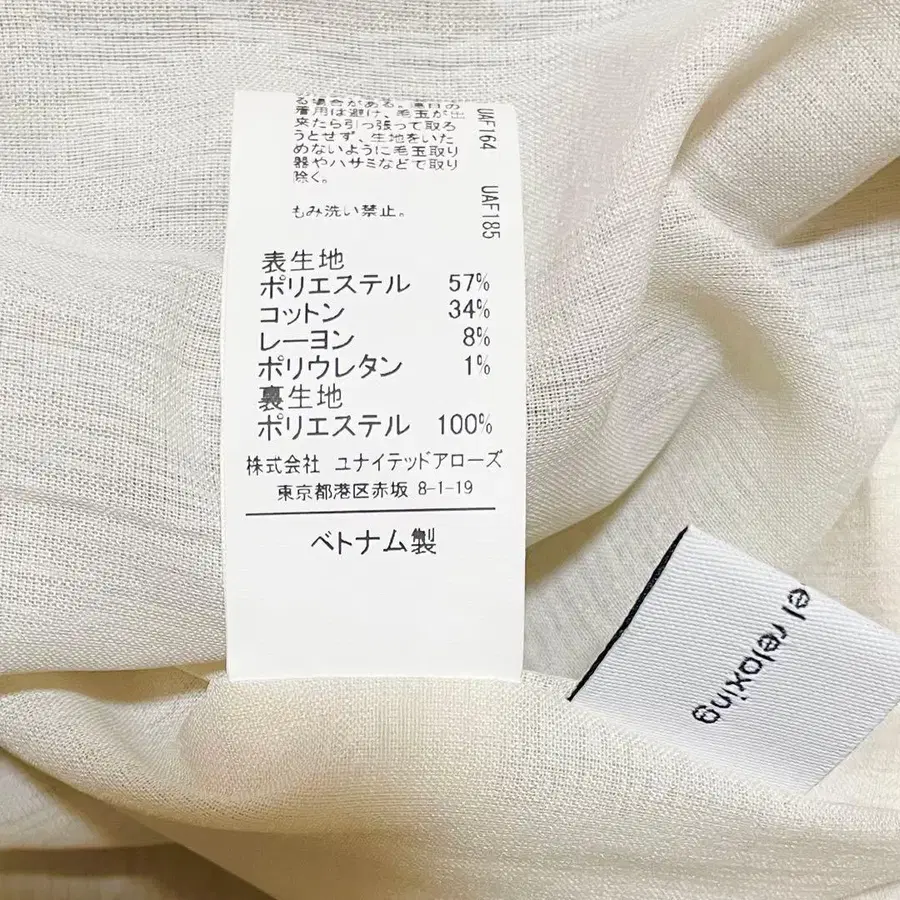 る場合がある。連日の
着用は避け、毛玉が出
来たら引っ張って取ろ
うとせず、生地をいた
めないように毛玉取り
器やハサミなどで取り
除く。
もみ洗い禁止。
UAF164
UAF185
表生地
ポリエステル 57%
コットン 34%
レーヨン 8%
ポリウレタン 1%
裏生地
ポリエステル 100%
株式会社 ユナイテッドアローズ
東京都港区赤坂 8-1-19
ベトナム製
el relaxing